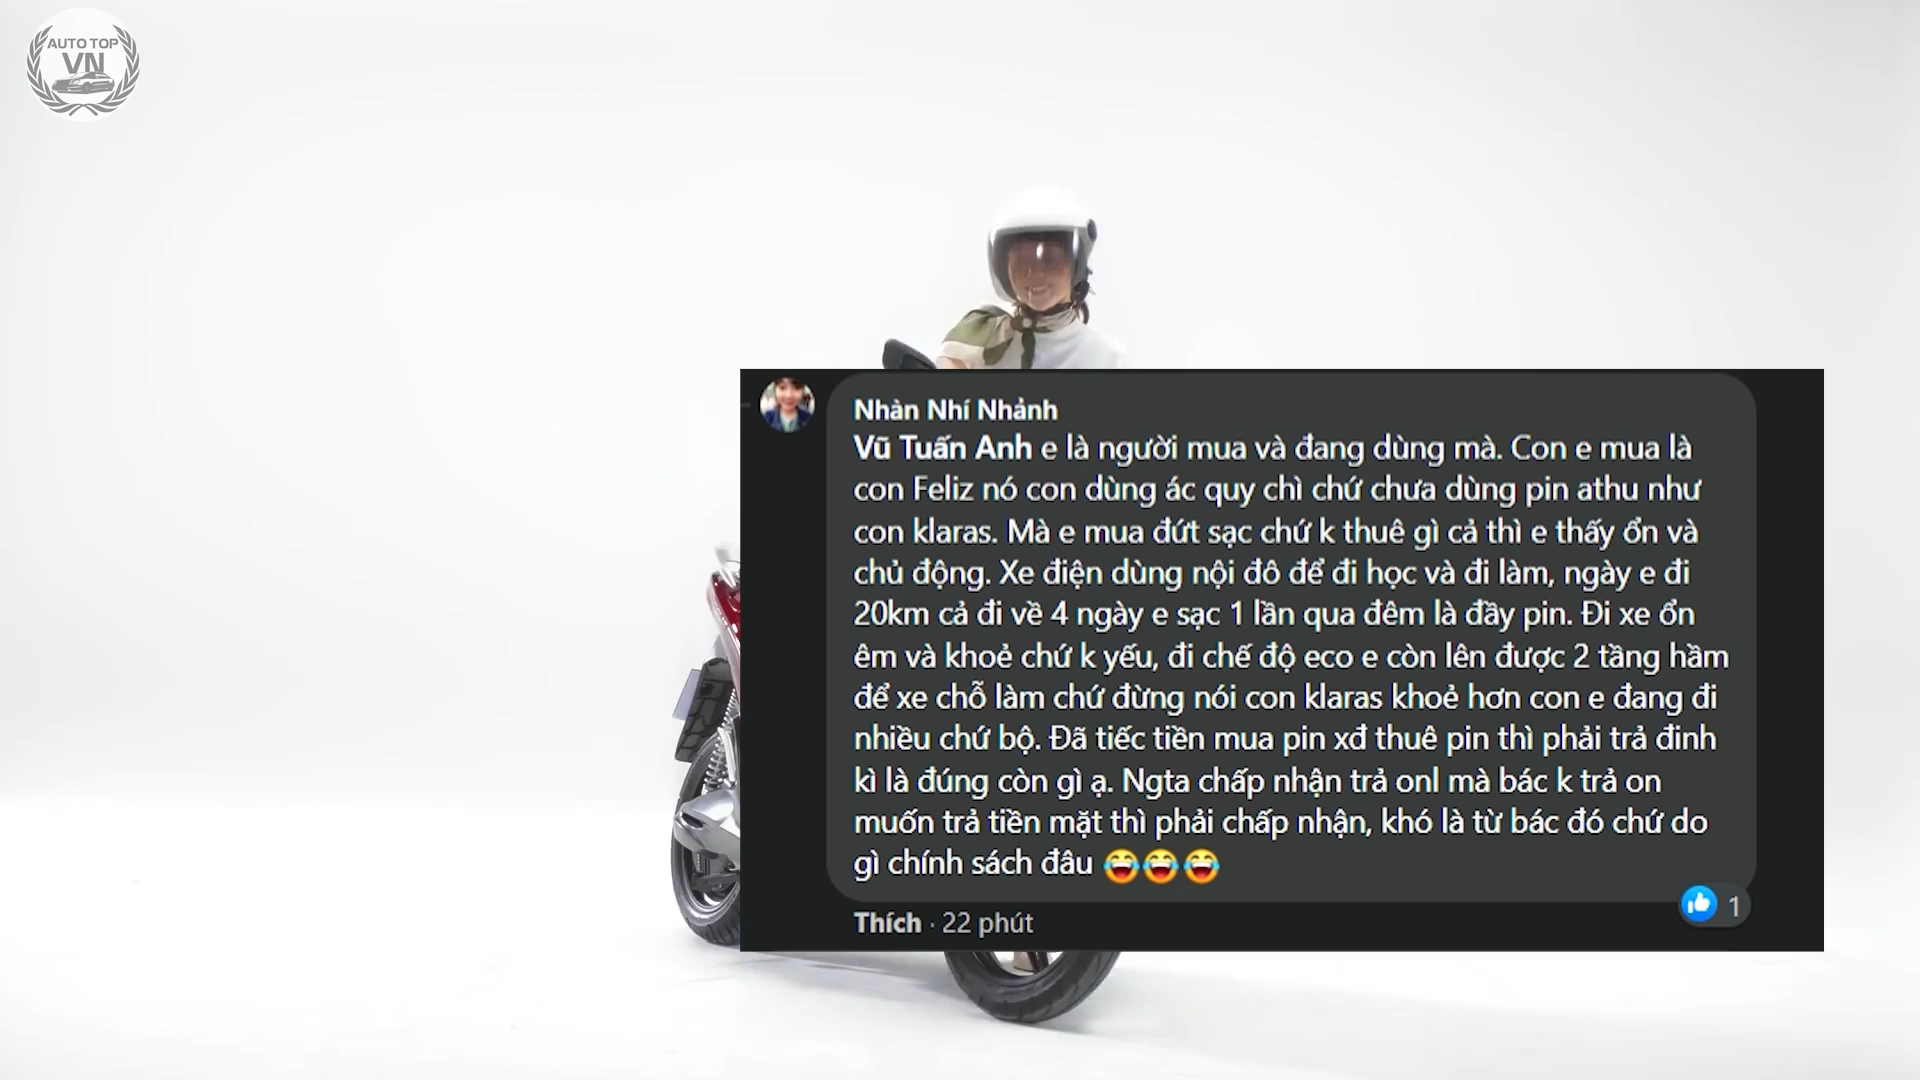 AUTO TOP
VN
Nhàn Nhí Nhảnh
Vũ Tuấn Anh e là người mua và đang dùng mà. Con e mua là
con Feliz nó con dùng ác quy chì chứ chưa dùng pin athu như
con klaras. Mà e mua đứt sạc chứ k thuê gì cả thì e thấy ổn và
chủ động. Xe điện dùng nội đô để đi học và đi làm, ngày e đi
20km cả đi về 4 ngày e sạc 1 lần qua đêm là đầy pin. Đi xe ổn
êm và khoẻ chứ k yếu, đi chế độ eco e còn lên được 2 tầng hầm
để xe chỗ làm chứ đừng nói con klaras khoẻ hơn con e đang đi
nhiều chứ bộ. Đã tiếc tiền mua pin xđ thuê pin thì phải trả đinh
kì là đúng còn gì ạ. Ngta chấp nhận trả onl mà bác k trả on
muốn trả tiền mặt thì phải chấp nhận, khó là từ bác đó chứ do
gì chính sách đâu 😂😂😂
1
Thích · 22 phút